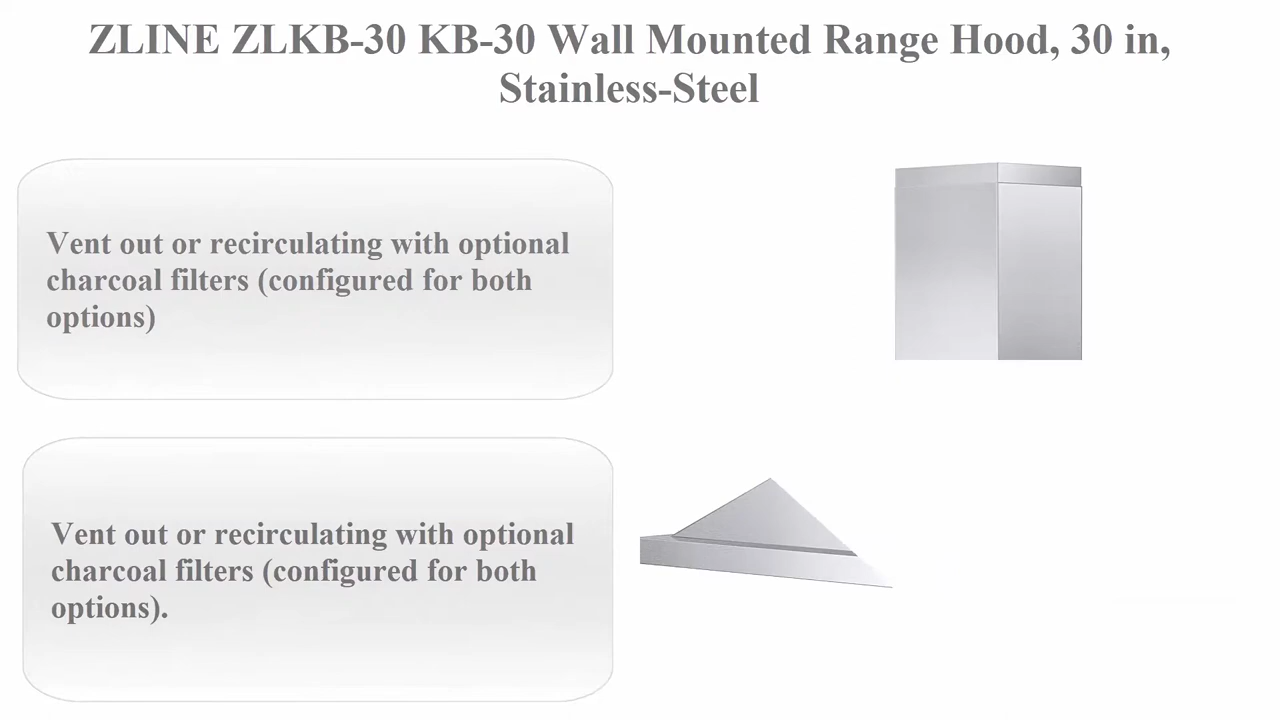 ZLINE ZLKB-30 KB-30 Wall Mounted Range Hood, 30 in,
Stainless-Steel
Vent out or recirculating with optional
charcoal filters (configured for both
options)
Vent out or recirculating with optional
charcoal filters (configured for both
options).